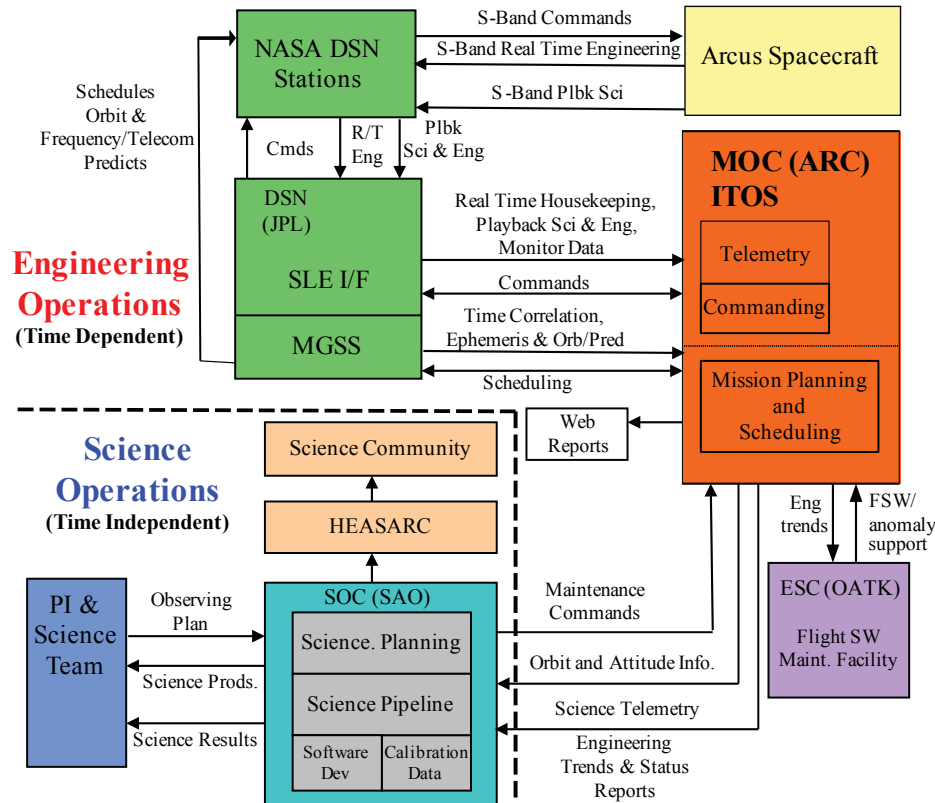 S-Band Commands
S-Band Real Time Engineering
S-Band Plbk Sci
NASA DSN
Stations
Arcus Spacecraft
Schedules
Orbit &
Frequency/Telecom
Predicts
Cmds
R/T
Eng
Plbk
Sci & Eng
DSN
(JPL)
SLE I/F
MGSS
Real Time Housekeeping,
Playback Sci & Eng,
Monitor Data
Commands
Time Correlation,
Ephemeris & Orb/Pred
Scheduling
MOC (ARC)
ITOS
Telemetry
Commanding
Mission Planning
and
Scheduling
Engineering
Operations
(Time Dependent)
Web
Reports
Science
Operations
(Time Independent)
Science Community
HEASARC
Eng
trends
FSW/
anomaly
support
ESC (OATK)
Flight SW
Maint. Facility
PI &
Science
Team
Observing
Plan
Science Prods.
Science Results
SOC (SAO)
Science. Planning
Science Pipeline
Software
Dev
Calibration
Data
Maintenance
Commands
Orbit and Attitude Info.
Science Telemetry
Engineering
Trends & Status
Reports